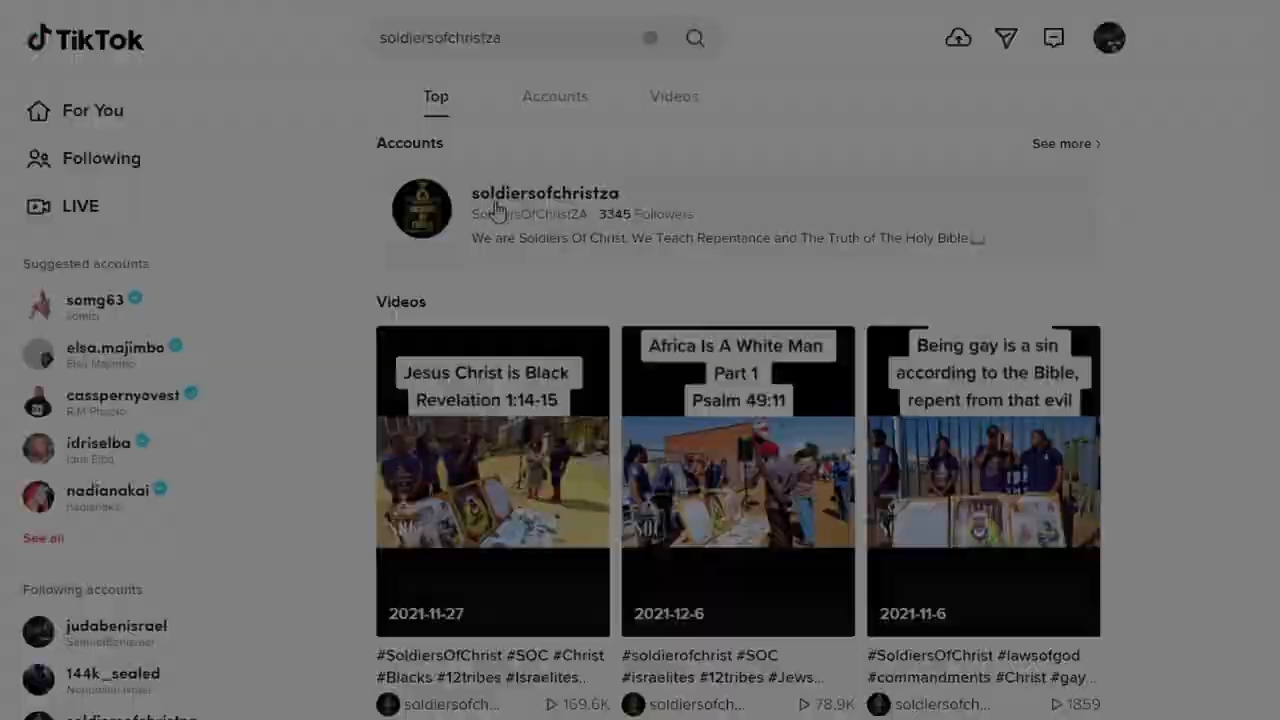 TikTok
soldiersofchristza
For You
Following
LIVE
Suggested accounts
somg63
somizi
elsa.majimbo
Elsa Majimbo
casspernyovest
R.M Phoolo
idriselba
Idris Elba
nadianakai
nadianakai
See all
Following accounts
judabenisrael
144k_sealed
Top
Accounts
Videos
Accounts
See more
soldiersofchristza
3345 Followers
We are Soldiers Of Christ, We Teach Repentance and The Truth of The Holy Bible
Videos
Jesus Christ is Black
Revelation 1:14-15
2021-11-27
#SoldiersOfChrist #SOC #Christ
#Blacks #12tribes #Israelites...
soldiersofch...
169.6K
Africa Is A White Man
Part 1
Psalm 49:11
2021-12-6
#soldierofchrist #SOC
#israelites #12tribes #Jews...
soldiersofch...
78.9K
Being gay is a sin
according to the Bible,
repent from that evil
2021-11-6
#SoldiersOfChrist #lawsofgod
#commandments #Christ #gay...
soldiersofch...
1859